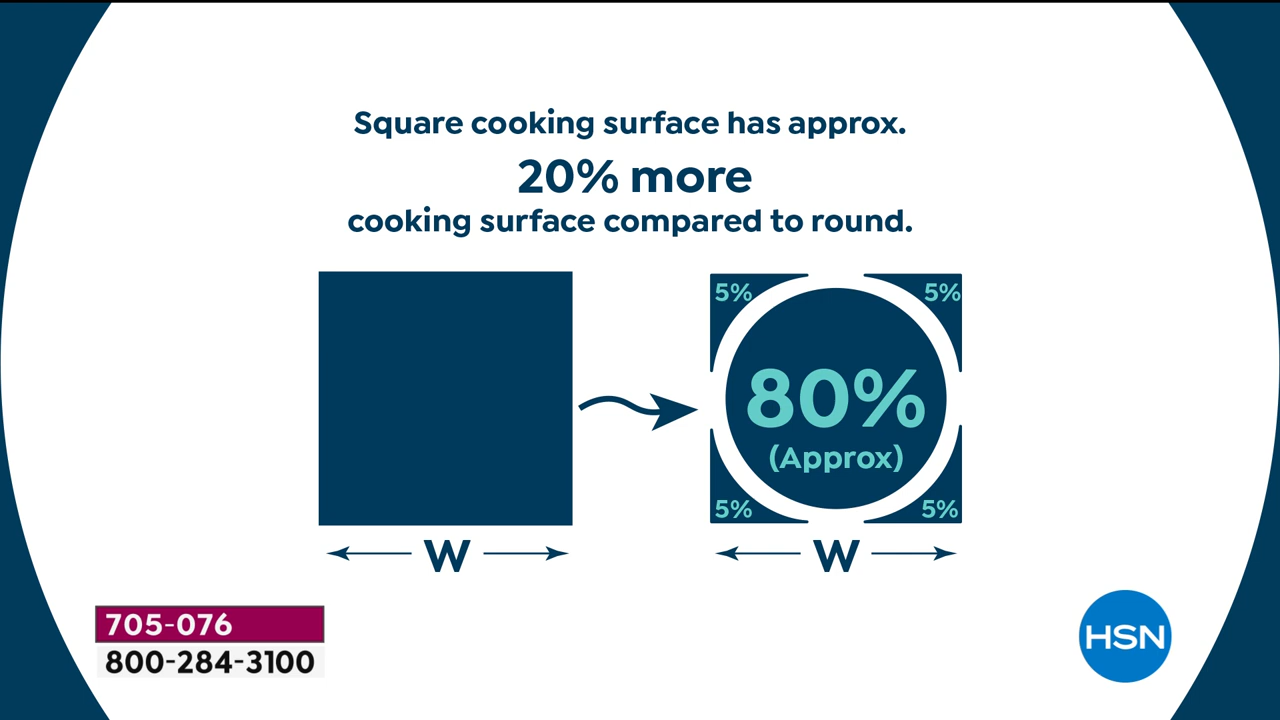 Square cooking surface has approx.
20% more
cooking surface compared to round.
5% 5%
80%
(Approx)
5% 5%
W W
705-076
800-284-3100
HSN